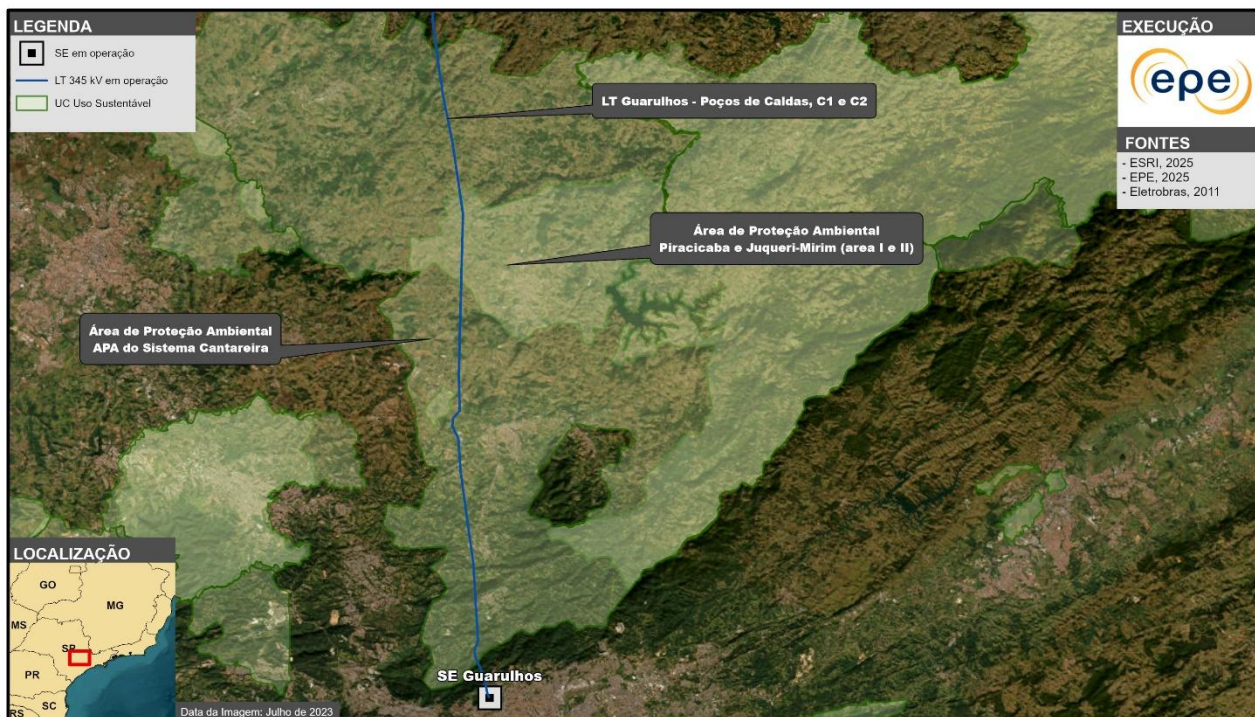 LEGENDA
SE em operação
LT 345 kV em operação
UC Uso Sustentável
LT Guarulhos - Poços de Caldas, C1 e C2
Área de Proteção Ambiental
Piracicaba e Juqueri-Mirim (area I e II)
Área de Proteção Ambiental
APA do Sistema Cantareira
EXECUÇÃO
epe
FONTES
- ESRI, 2025
- EPE, 2025
- Eletrobras, 2011
LOCALIZAÇÃO
GO
MG
MS
SP
PR
SC
RS
SE Guarulhos
Data da Imagem: Julho de 2023